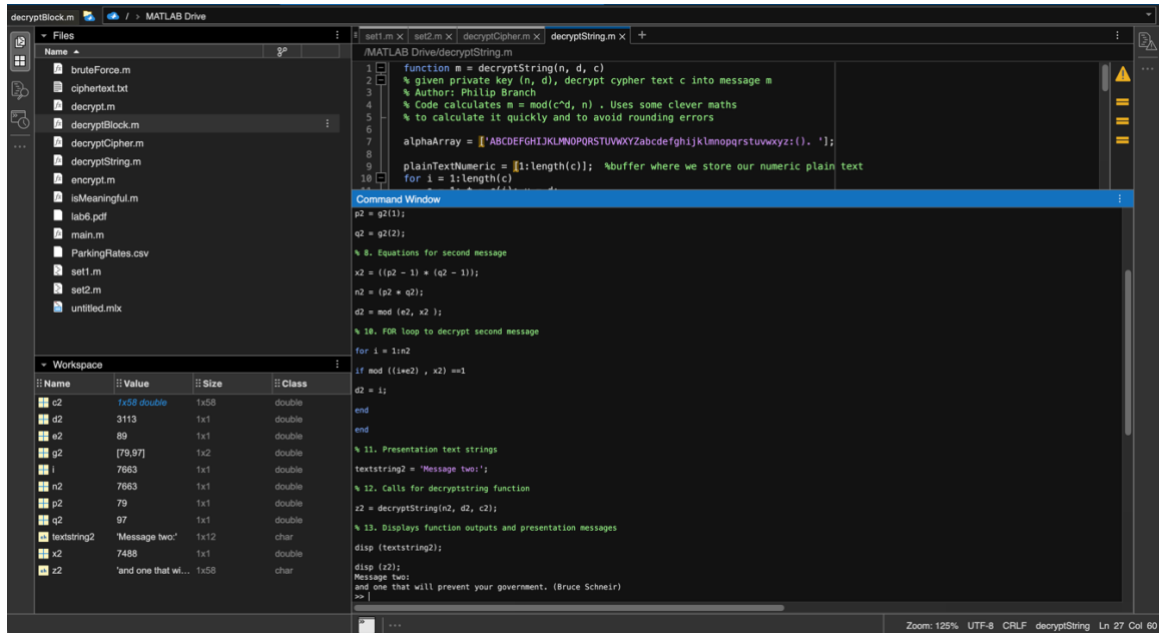 decryptBlock.m / > MATLAB Drive
Files
Name
bruteForce.m
ciphertext.txt
decrypt.m
decryptBlock.m
decryptCipher.m
decryptString.m
encrypt.m
isMeaningful.m
lab6.pdf
main.m
ParkingRates.csv
set1.m
set2.m
untitled.mlx
Workspace
Name Value Size Class
c2 1x58 double 1x58 double
d2 3113 1x1 double
e2 89 1x1 double
g2 [79,97] 1x2 double
i 7663 1x1 double
n2 7663 1x1 double
p2 79 1x1 double
q2 97 1x1 double
textstring2 'Message two:' 1x12 char
x2 7488 1x1 double
z2 'and one that wi... 1x58 char
set1.m × set2.m × decryptCipher.m × decryptString.m × +
/MATLAB Drive/decryptString.m
1 function m = decryptString(n, d, c)
2 % given private key (n, d), decrypt cypher text c into message m
3 % Author: Philip Branch
4 % Code calculates m = mod(c^d, n) . Uses some clever maths
5 % to calculate it quickly and to avoid rounding errors
6
7 alphaArray = ['ABCDEFGHIJKLMNOPQRSTUVWXYZabcdefghijklmnopqrstuvwxyz:(). '];
8
9 plainTextNumeric = [1:length(c)]; %buffer where we store our numeric plain text
10 for i = 1:length(c)
Command Window
p2 = g2(1);
q2 = g2(2);
% 8. Equations for second message
x2 = ((p2 - 1) * (q2 - 1));
n2 = (p2 * q2);
d2 = mod (e2, x2 );
% 10. FOR loop to decrypt second message
for i = 1:n2
if mod ((i*e2) , x2) ==1
d2 = i;
end
end
% 11. Presentation text strings
textstring2 = 'Message two:';
% 12. Calls for decryptstring function
z2 = decryptString(n2, d2, c2);
% 13. Displays function outputs and presentation messages
disp (textstring2);
disp (z2);
Message two:
and one that will prevent your government. (Bruce Schneir)
>>
Zoom: 125% UTF-8 CRLF decryptString Ln 27 Col 60